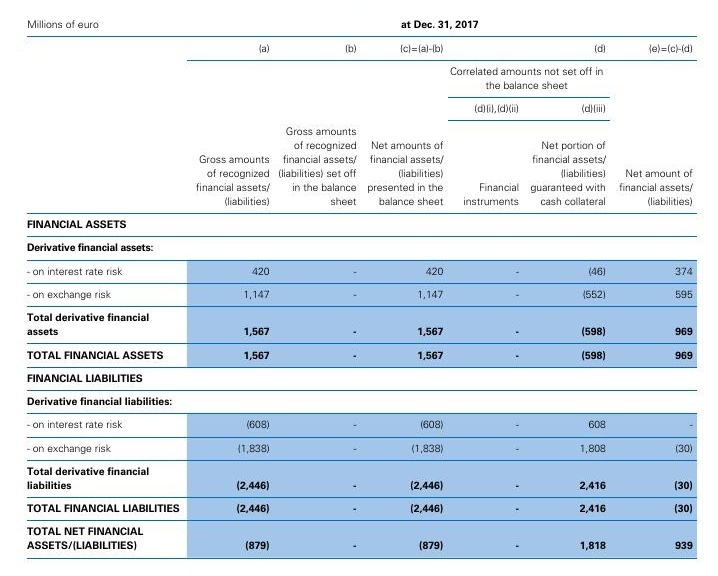 Millions of euro at Dec. 31, 2017
(a) (b) (c)=(a)-(b) (d) (e)=(c)-(d)
Correlated amounts not set off in
the balance sheet
(d)(i),(d)(ii) (d)(iii)
Gross amounts
of recognized
financial assets/
(liabilities)
Gross amounts
of recognized
financial assets/
(liabilities) set off
in the balance
sheet
Net amounts of
financial assets/
(liabilities)
presented in the
balance sheet
Financial
instruments
Net portion of
financial assets/
(liabilities)
guaranteed with
cash collateral
Net amount of
financial assets/
(liabilities)
FINANCIAL ASSETS
Derivative financial assets:
- on interest rate risk 420 - 420 - (46) 374
- on exchange risk 1,147 - 1,147 - (552) 595
Total derivative financial
assets 1,567 - 1,567 - (598) 969
TOTAL FINANCIAL ASSETS 1,567 - 1,567 - (598) 969
FINANCIAL LIABILITIES
Derivative financial liabilities:
- on interest rate risk (608) - (608) - 608 -
- on exchange risk (1,838) - (1,838) - 1,808 (30)
Total derivative financial
liabilities (2,446) - (2,446) - 2,416 (30)
TOTAL FINANCIAL LIABILITIES (2,446) - (2,446) - 2,416 (30)
TOTAL NET FINANCIAL
ASSETS/(LIABILITIES) (879) - (879) - 1,818 939